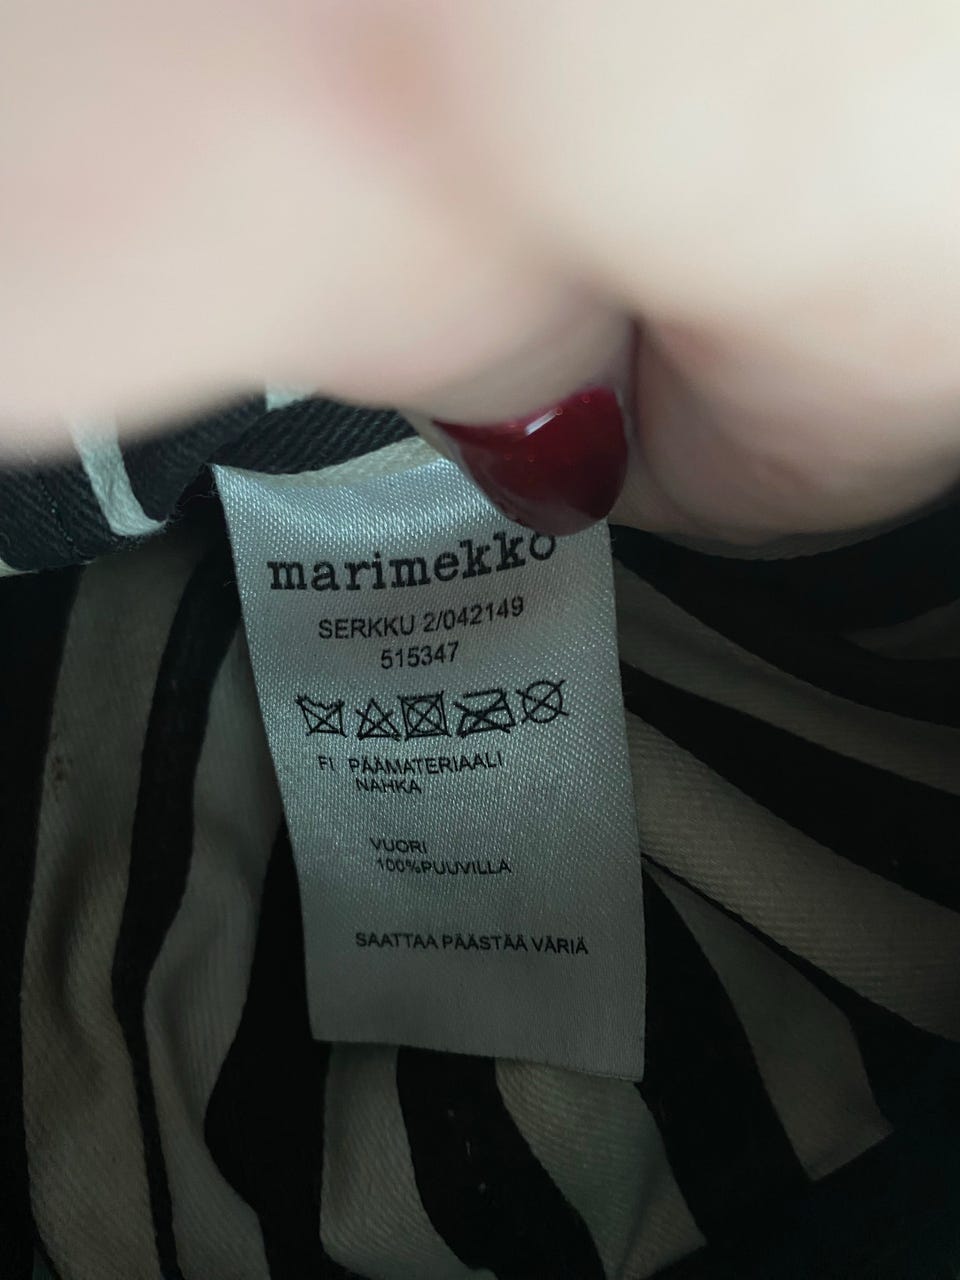 marimekko
SERKKU 2/042149
515347
FI PÄÄMATERIAALI
NAHKA
VUORI
100%PUUVILLA
SAATTAA PÄÄSTÄÄ VÄRIÄ